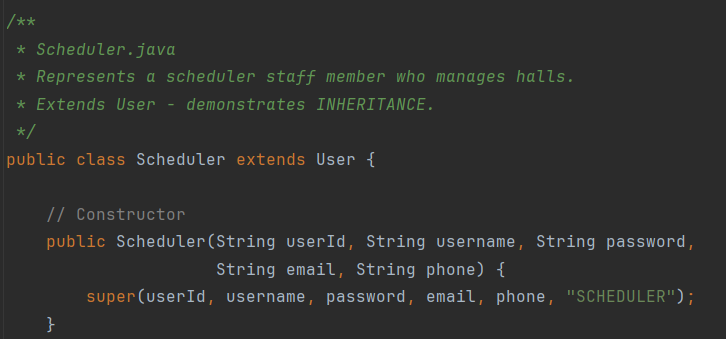 /**
 * Scheduler.java
 * Represents a scheduler staff member who manages halls.
 * Extends User - demonstrates INHERITANCE.
 */
public class Scheduler extends User {

    // Constructor
    public Scheduler(String userId, String username, String password,
                     String email, String phone) {
        super(userId, username, password, email, phone, "SCHEDULER");
    }